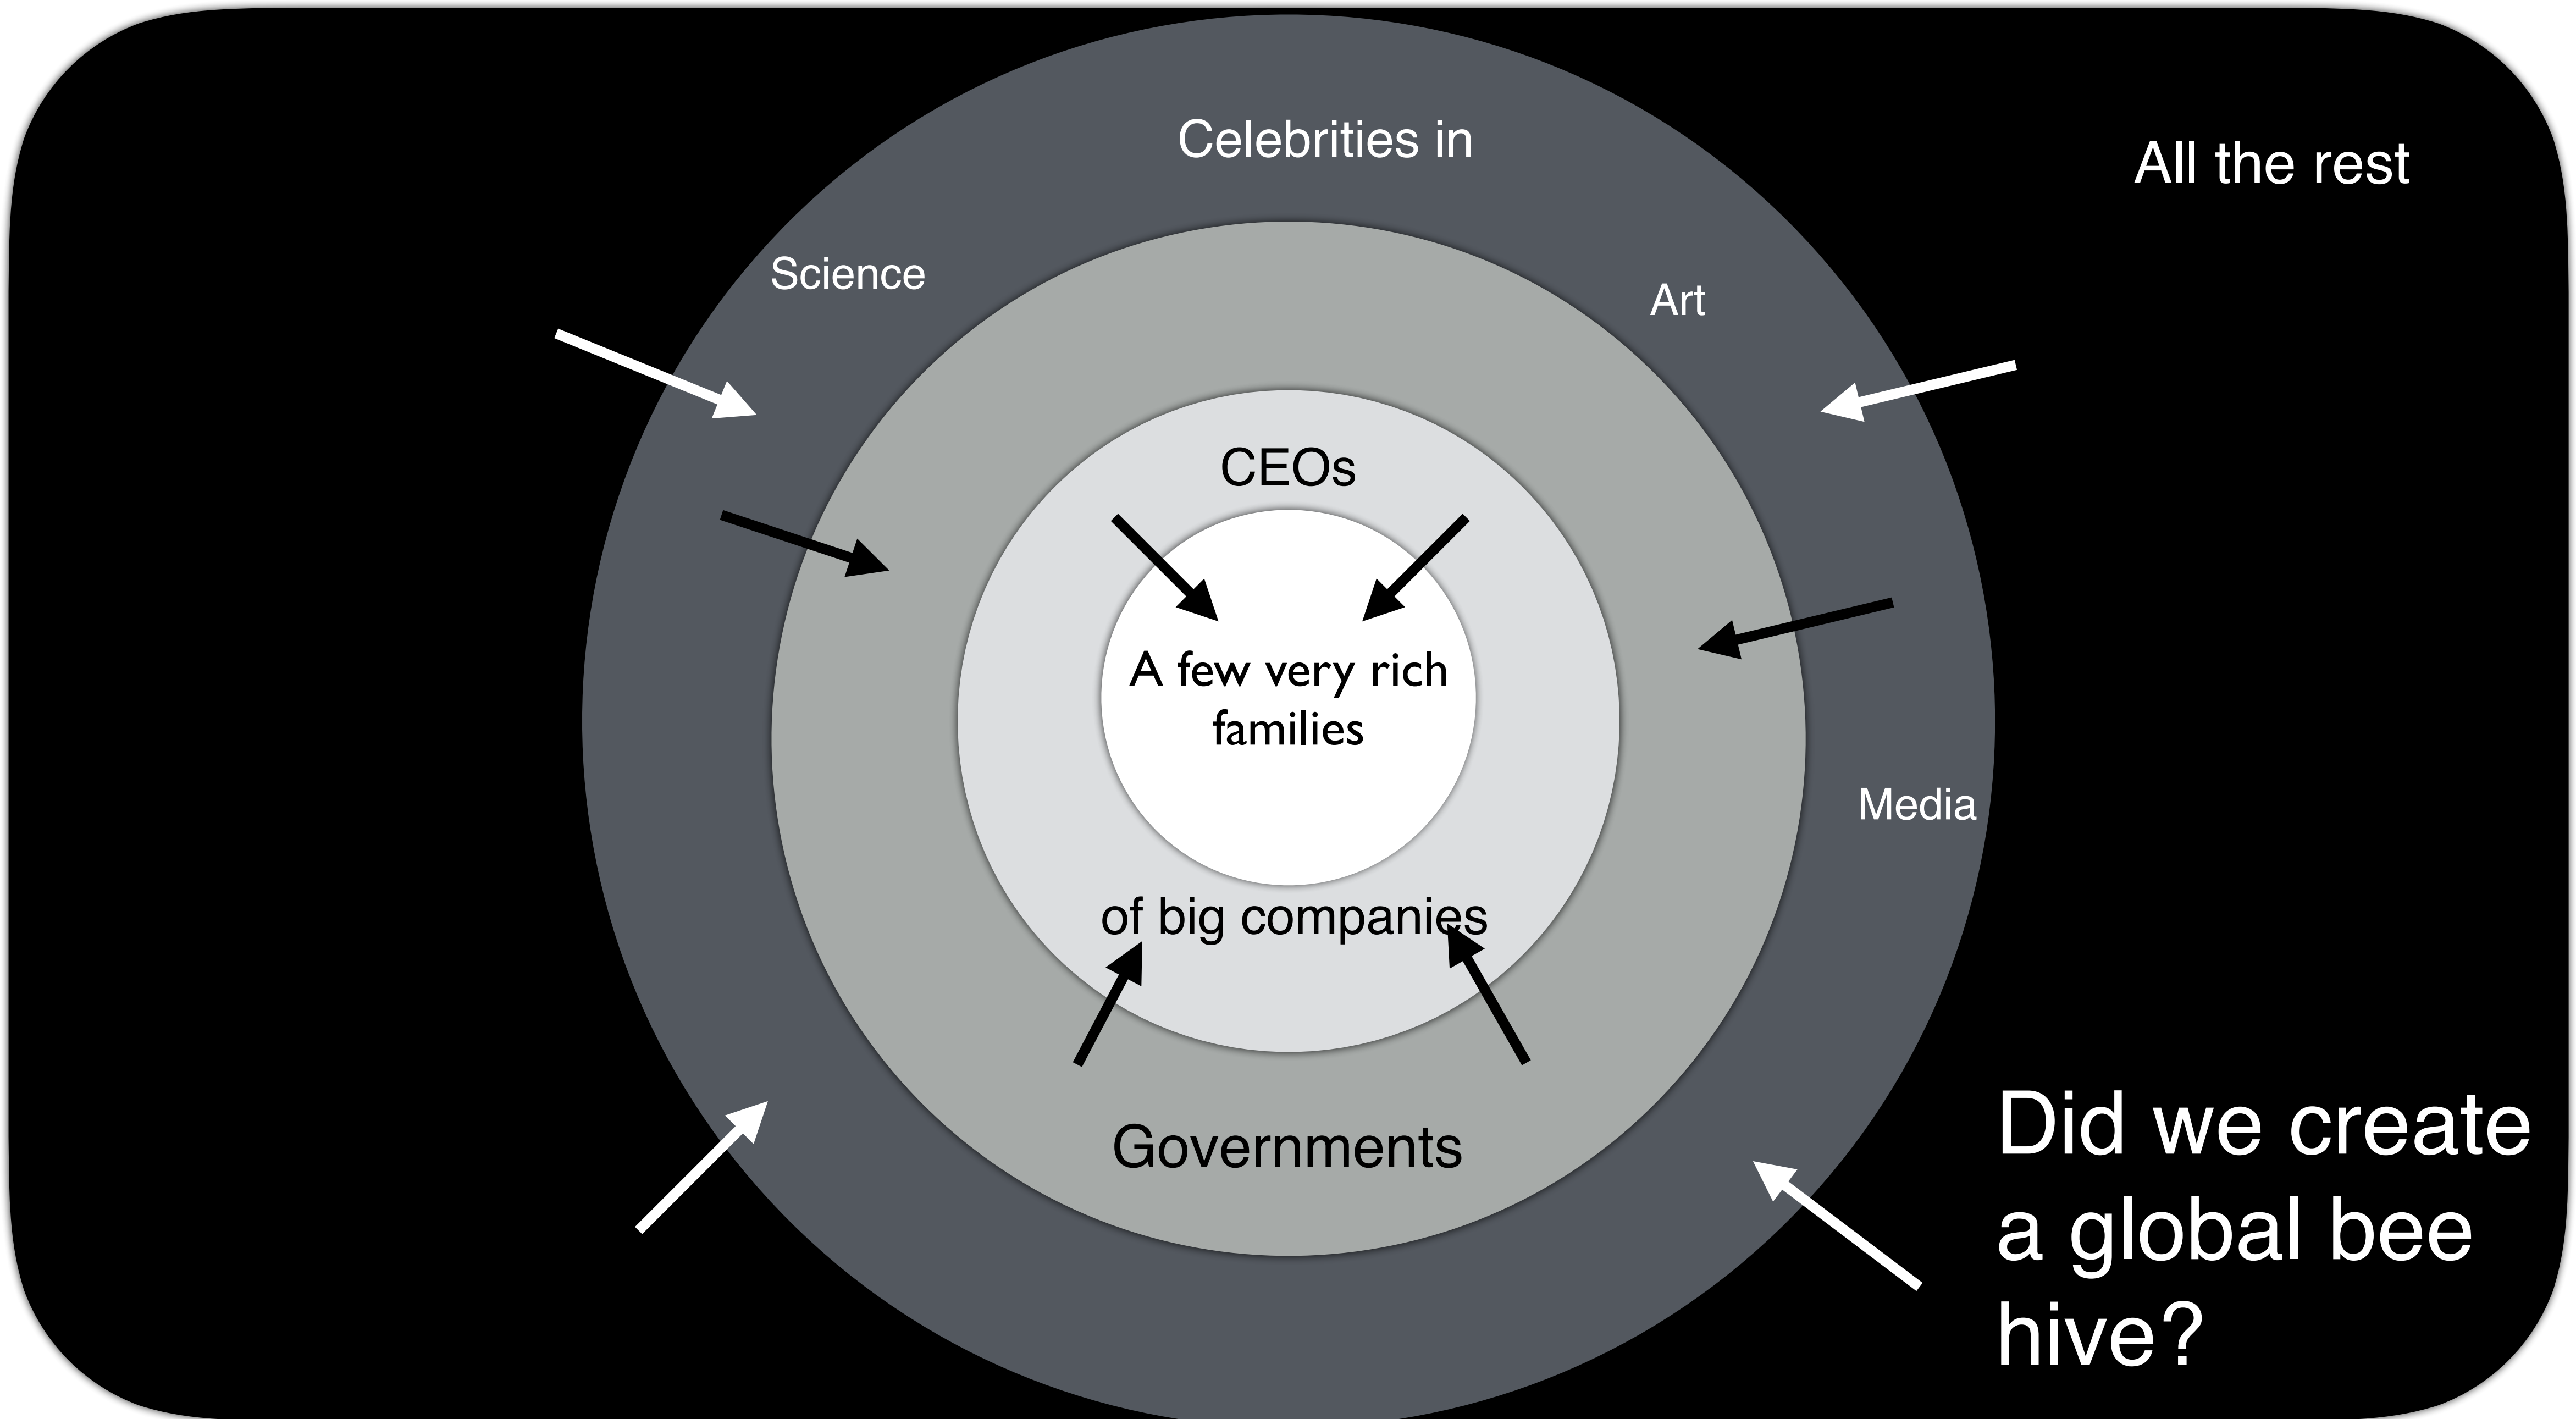 Celebrities in
All the rest
Science
Art
CEOs
A few very rich
families
Media
of big companies
Governments
Did we create
a global bee
hive?